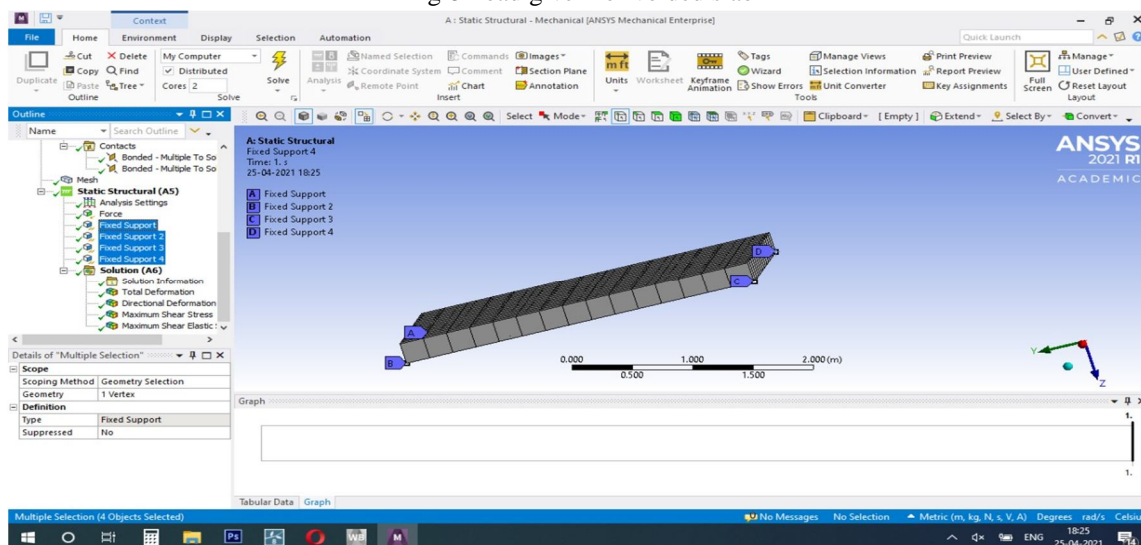 A : Static Structural - Mechanical [ANSYS Mechanical Enterprise]
Context
File Home Environment Display Selection Automation
Quick Launch
Duplicate
Cut
Copy
Paste
Delete
Find
Tree
Outline
My Computer
Distributed
Cores 2
Solve
Solve
Analysis
Named Selection
Coordinate System
Remote Point
Commands
Comment
Chart
Images
Section Plane
Annotation
Insert
Units
Worksheet
Keyframe
Animation
Tags
Wizard
Show Errors
Manage Views
Selection Information
Unit Converter
Print Preview
Report Preview
Key Assignments
Tools
Full
Screen
Manage
User Defined
Reset Layout
Layout
Outline
Name
Search Outline
Contacts
Bonded - Multiple To So
Bonded - Multiple To So
Mesh
Static Structural (A5)
Analysis Settings
Force
Fixed Support
Fixed Support 2
Fixed Support 3
Fixed Support 4
Solution (A6)
Solution Information
Total Deformation
Directional Deformation
Maximum Shear Stress
Maximum Shear Elastic
Details of "Multiple Selection"
Scope
Scoping Method Geometry Selection
Geometry 1 Vertex
Definition
Type Fixed Support
Suppressed No
Select Mode
Clipboard [ Empty ] Extend Select By Convert
A: Static Structural
Fixed Support 4
Time: 1. s
25-04-2021 18:25
A Fixed Support
B Fixed Support 2
C Fixed Support 3
D Fixed Support 4
ANSYS
2021 R1
ACADEMIC
D
C
A
B
0.000 1.000 2.000 (m)
0.500 1.500
Y
Z
Graph
1.
1.
Tabular Data Graph
Multiple Selection (4 Objects Selected) No Messages No Selection Metric (m, kg, N, s, V, A) Degrees rad/s Celsiu
Ps WB M ENG 18:25
25-04-2021